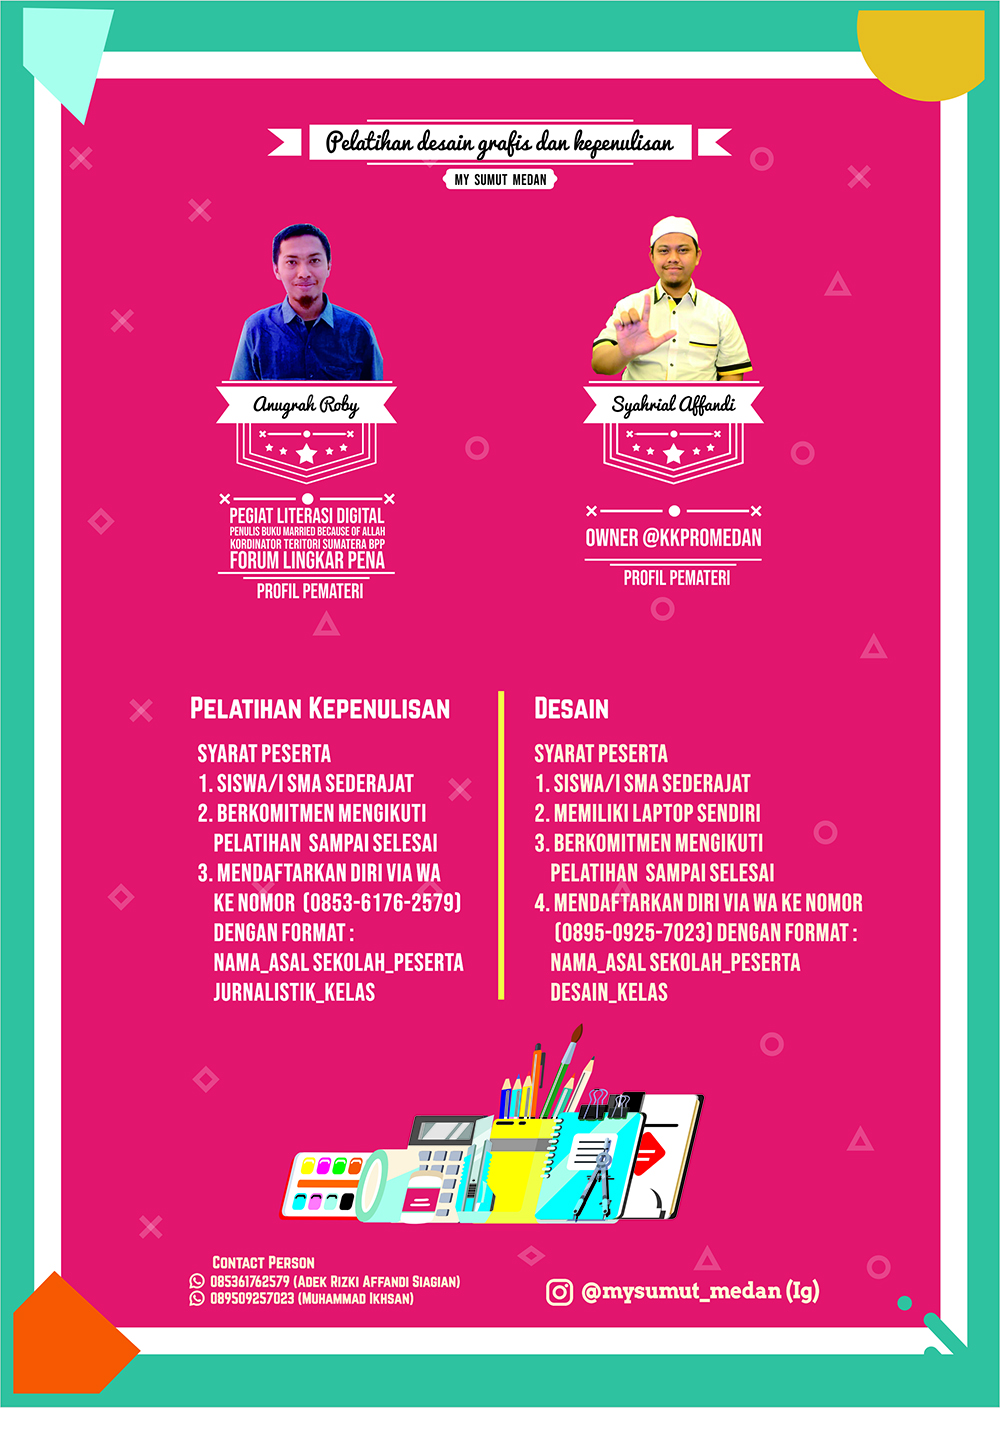 Pelatihan desain grafis dan kepenulisan
MY SUMUT MEDAN
Anugrah Roby
PEGIAT LITERASI DIGITAL
PENULIS BUKU MARRIED BECAUSE OF ALLAH
KORDINATOR TERITORI SUMATERA BPP
FORUM LINGKAR PENA
PROFIL PEMATERI
Syahrial Affandi
OWNER @KKPROMEDAN
PROFIL PEMATERI
PELATIHAN KEPENULISAN
SYARAT PESERTA
1. SISWA/I SMA SEDERAJAT
2. BERKOMITMEN MENGIKUTI
PELATIHAN SAMPAI SELESAI
3. MENDAFTARKAN DIRI VIA WA
KE NOMOR (0853-6176-2579)
DENGAN FORMAT :
NAMA_ASAL SEKOLAH_PESERTA
JURNALISTIK_KELAS
DESAIN
SYARAT PESERTA
1. SISWA/I SMA SEDERAJAT
2. MEMILIKI LAPTOP SENDIRI
3. BERKOMITMEN MENGIKUTI
PELATIHAN SAMPAI SELESAI
4. MENDAFTARKAN DIRI VIA WA KE NOMOR
(0895-0925-7023) DENGAN FORMAT :
NAMA_ASAL SEKOLAH_PESERTA
DESAIN_KELAS
CONTACT PERSON
085361762579 (ADEK RIZKI AFFANDI SIAGIAN)
089509257023 (MUHAMMAD IKHSAN)
@mysumut_medan (Ig)